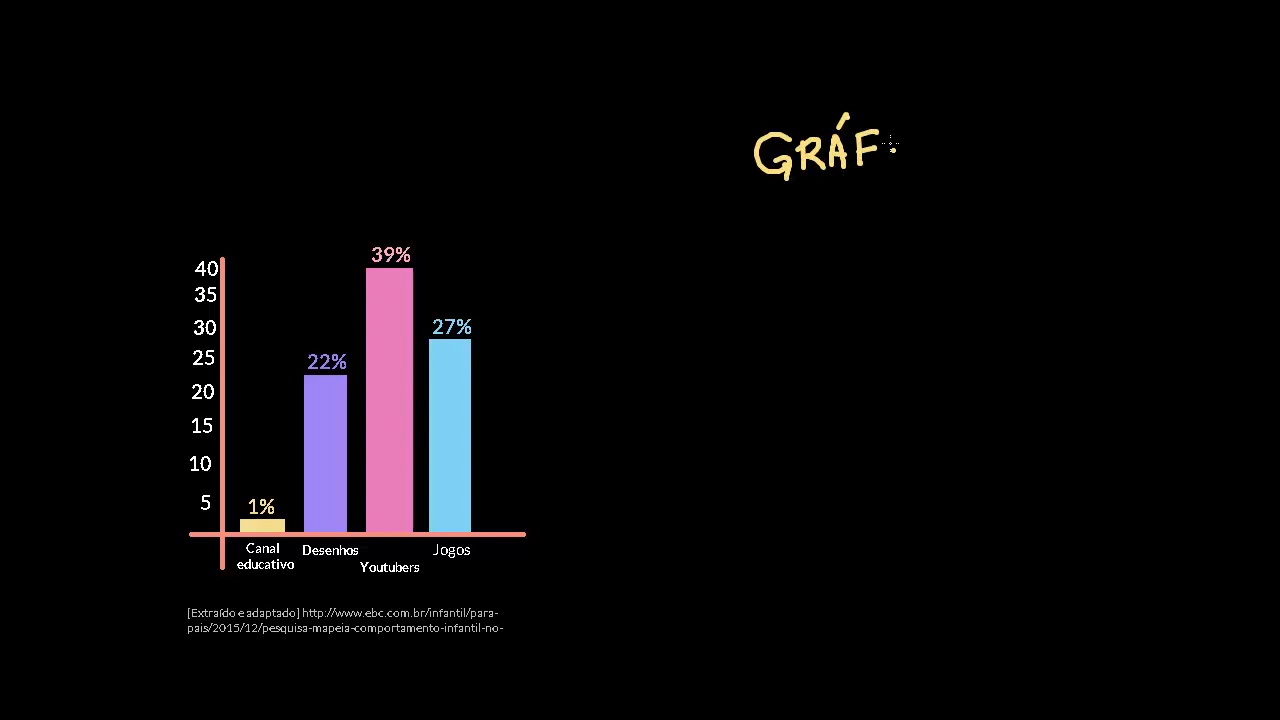 GRÁF
39%
40
35
30
27%
25
22%
20
15
10
5
1%
Canal
educativo
Desenhos
Youtubers
Jogos
[Extraído e adaptado] http://www.ebc.com.br/infantil/para-
pais/2015/12/pesquisa-mapeia-comportamento-infantil-no-